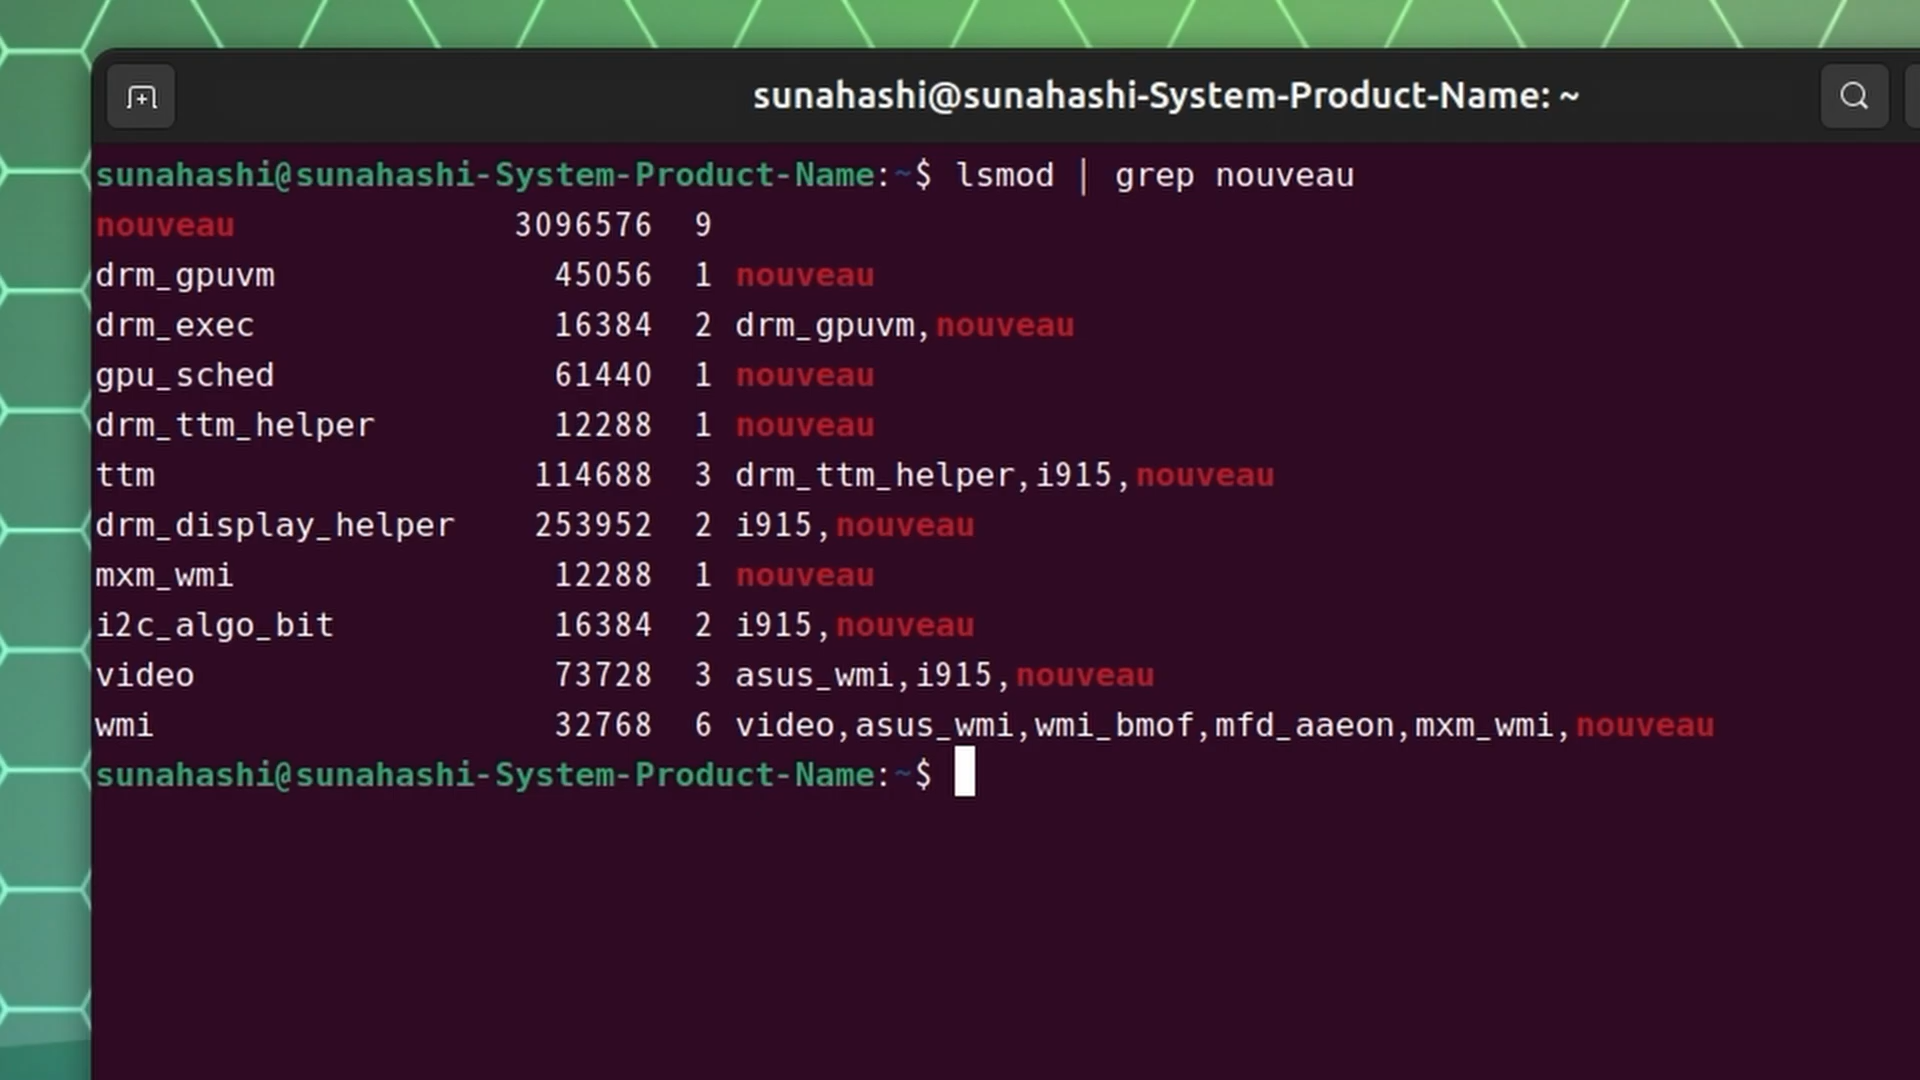 sunahashi@sunahashi-System-Product-Name: ~
sunahashi@sunahashi-System-Product-Name:~$ lsmod | grep nouveau
nouveau 3096576 9
drm_gpuvm 45056 1 nouveau
drm_exec 16384 2 drm_gpuvm,nouveau
gpu_sched 61440 1 nouveau
drm_ttm_helper 12288 1 nouveau
ttm 114688 3 drm_ttm_helper,i915,nouveau
drm_display_helper 253952 2 i915,nouveau
mxm_wmi 12288 1 nouveau
i2c_algo_bit 16384 2 i915,nouveau
video 73728 3 asus_wmi,i915,nouveau
wmi 32768 6 video,asus_wmi,wmi_bmof,mfd_aaeon,mxm_wmi,nouveau
sunahashi@sunahashi-System-Product-Name:~$